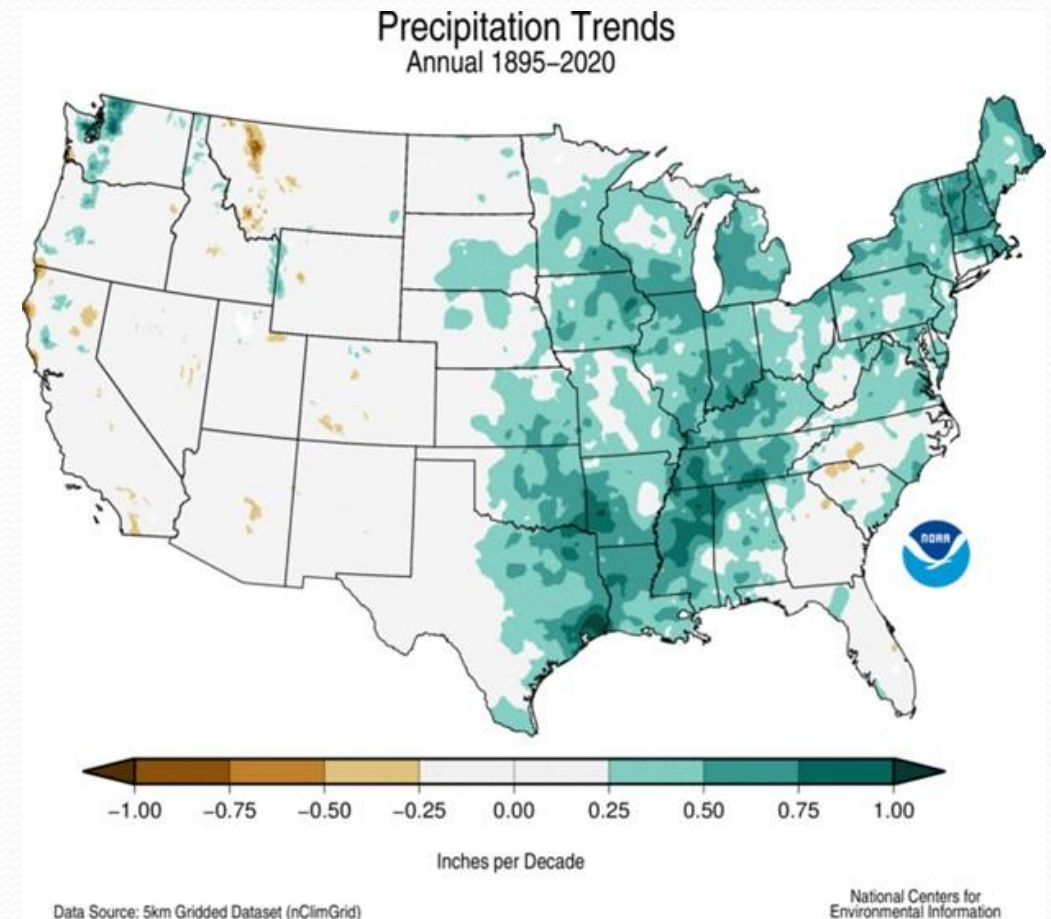 Precipitation Trends
Annual 1895–2020
NOAA
−1.00 −0.75 −0.50 −0.25 0.00 0.25 0.50 0.75 1.00
Inches per Decade
National Centers for
Data Source: 5km Gridded Dataset (nClimGrid) Environmental Information